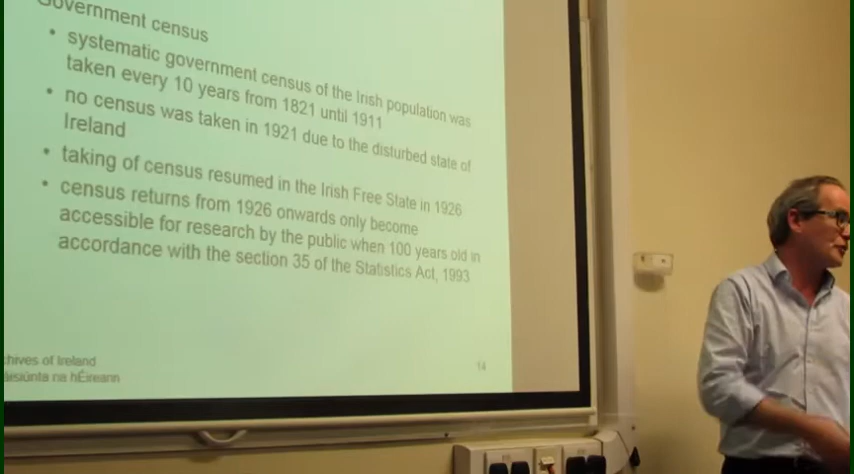 Government census
• systematic government census of the Irish population was
taken every 10 years from 1821 until 1911
• no census was taken in 1921 due to the disturbed state of
Ireland
• taking of census resumed in the Irish Free State in 1926
• census returns from 1926 onwards only become
accessible for research by the public when 100 years old in
accordance with the section 35 of the Statistics Act, 1993
chives of Ireland
na hÉireann
14